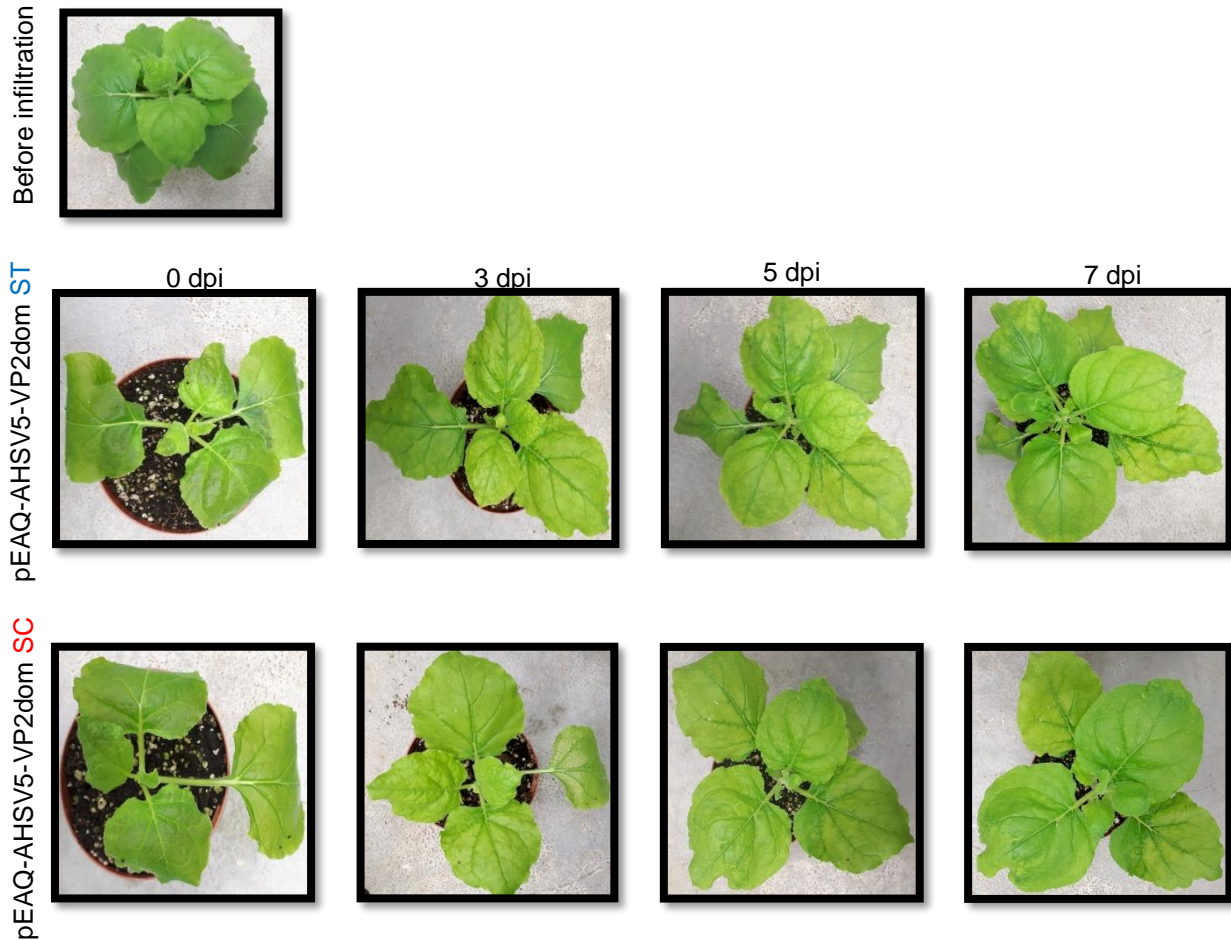 Before infiltration
0 dpi
3 dpi
5 dpi
7 dpi
pEAQ-AHSV5-VP2dom ST
pEAQ-AHSV5-VP2dom SC